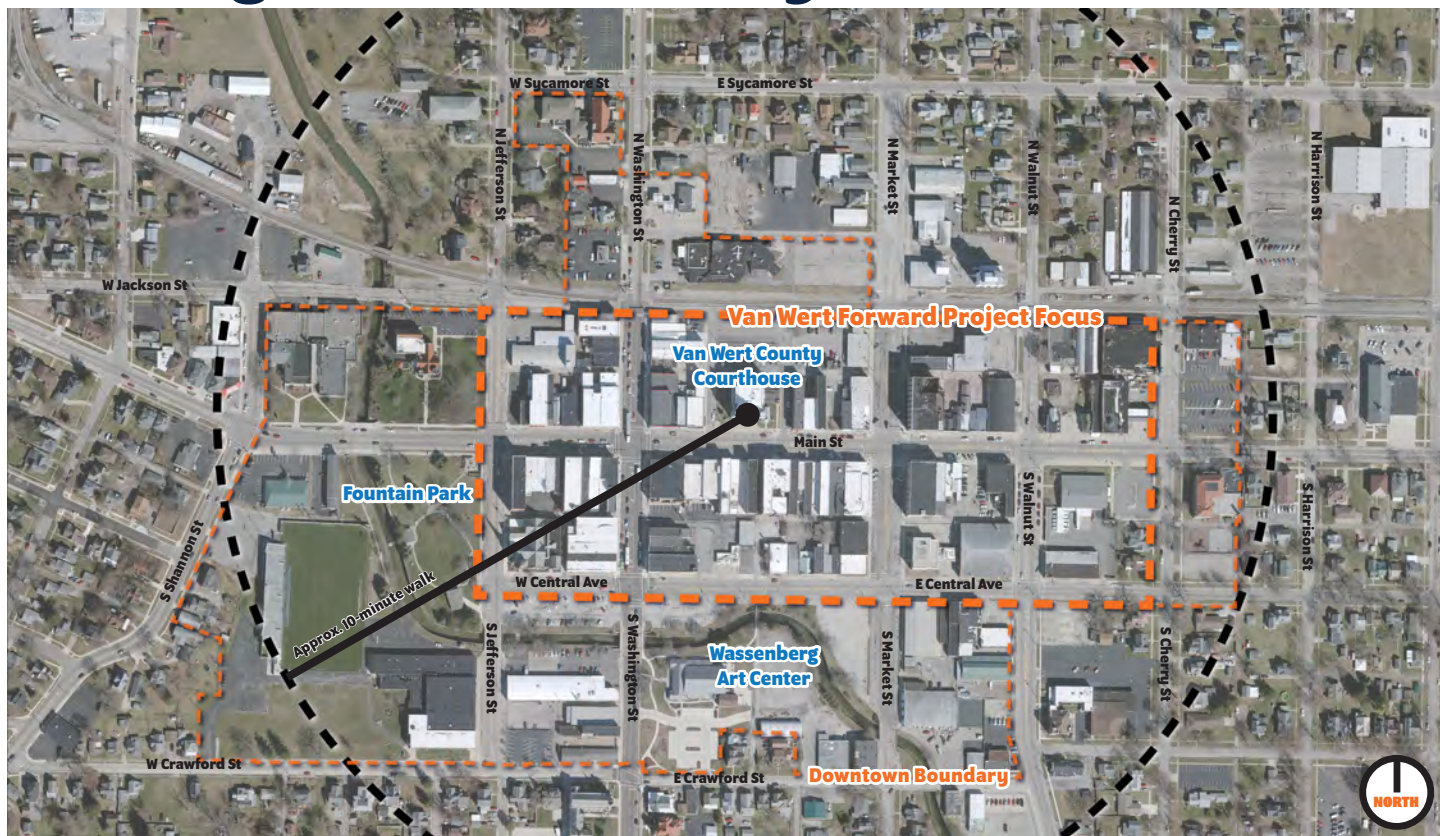 W Sycamore St
E Sycamore St
N Jefferson St
N Washington St
N Market St
N Walnut St
N Cherry St
N Harrison St
W Jackson St
Van Wert Forward Project Focus
Van Wert County
Courthouse
Main St
Fountain Park
S Walnut St
S Harrison St
S Shannon St
W Central Ave
E Central Ave
Approx. 10-minute walk
S Jefferson St
S Washington St
Wassenberg
Art Center
S Market St
S Cherry St
W Crawford St
E Crawford St
Downtown Boundary
NORTH